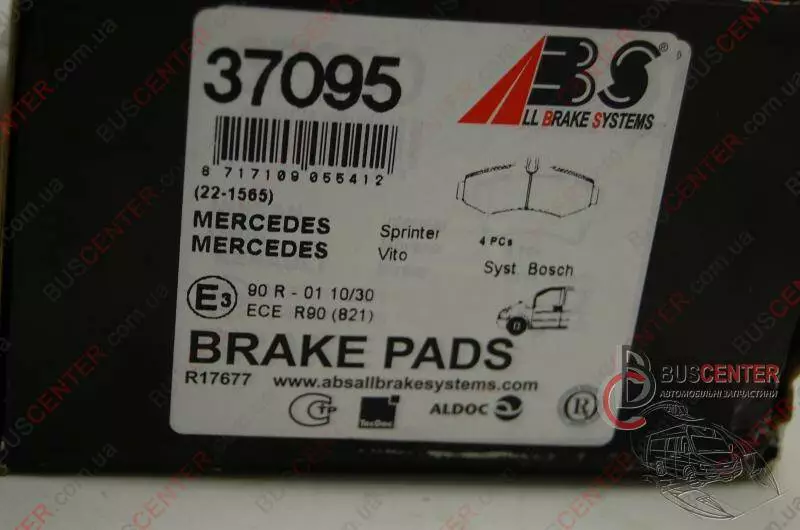 37095
ABS ®
ALL BRAKE SYSTEMS
8 717109 055412
(22-1565)
MERCEDES Sprinter
MERCEDES Vito
4 PCs
Syst. Bosch
E3
90 R - 01 10/30
ECE R90 (821)
BRAKE PADS
R17677 www.absallbrakesystems.com
TecDoc
ALDOC
R
BUSCENTER
АВТОМОБІЛЬНІ ЗАПЧАСТИНИ
BUSCENTER.com.ua